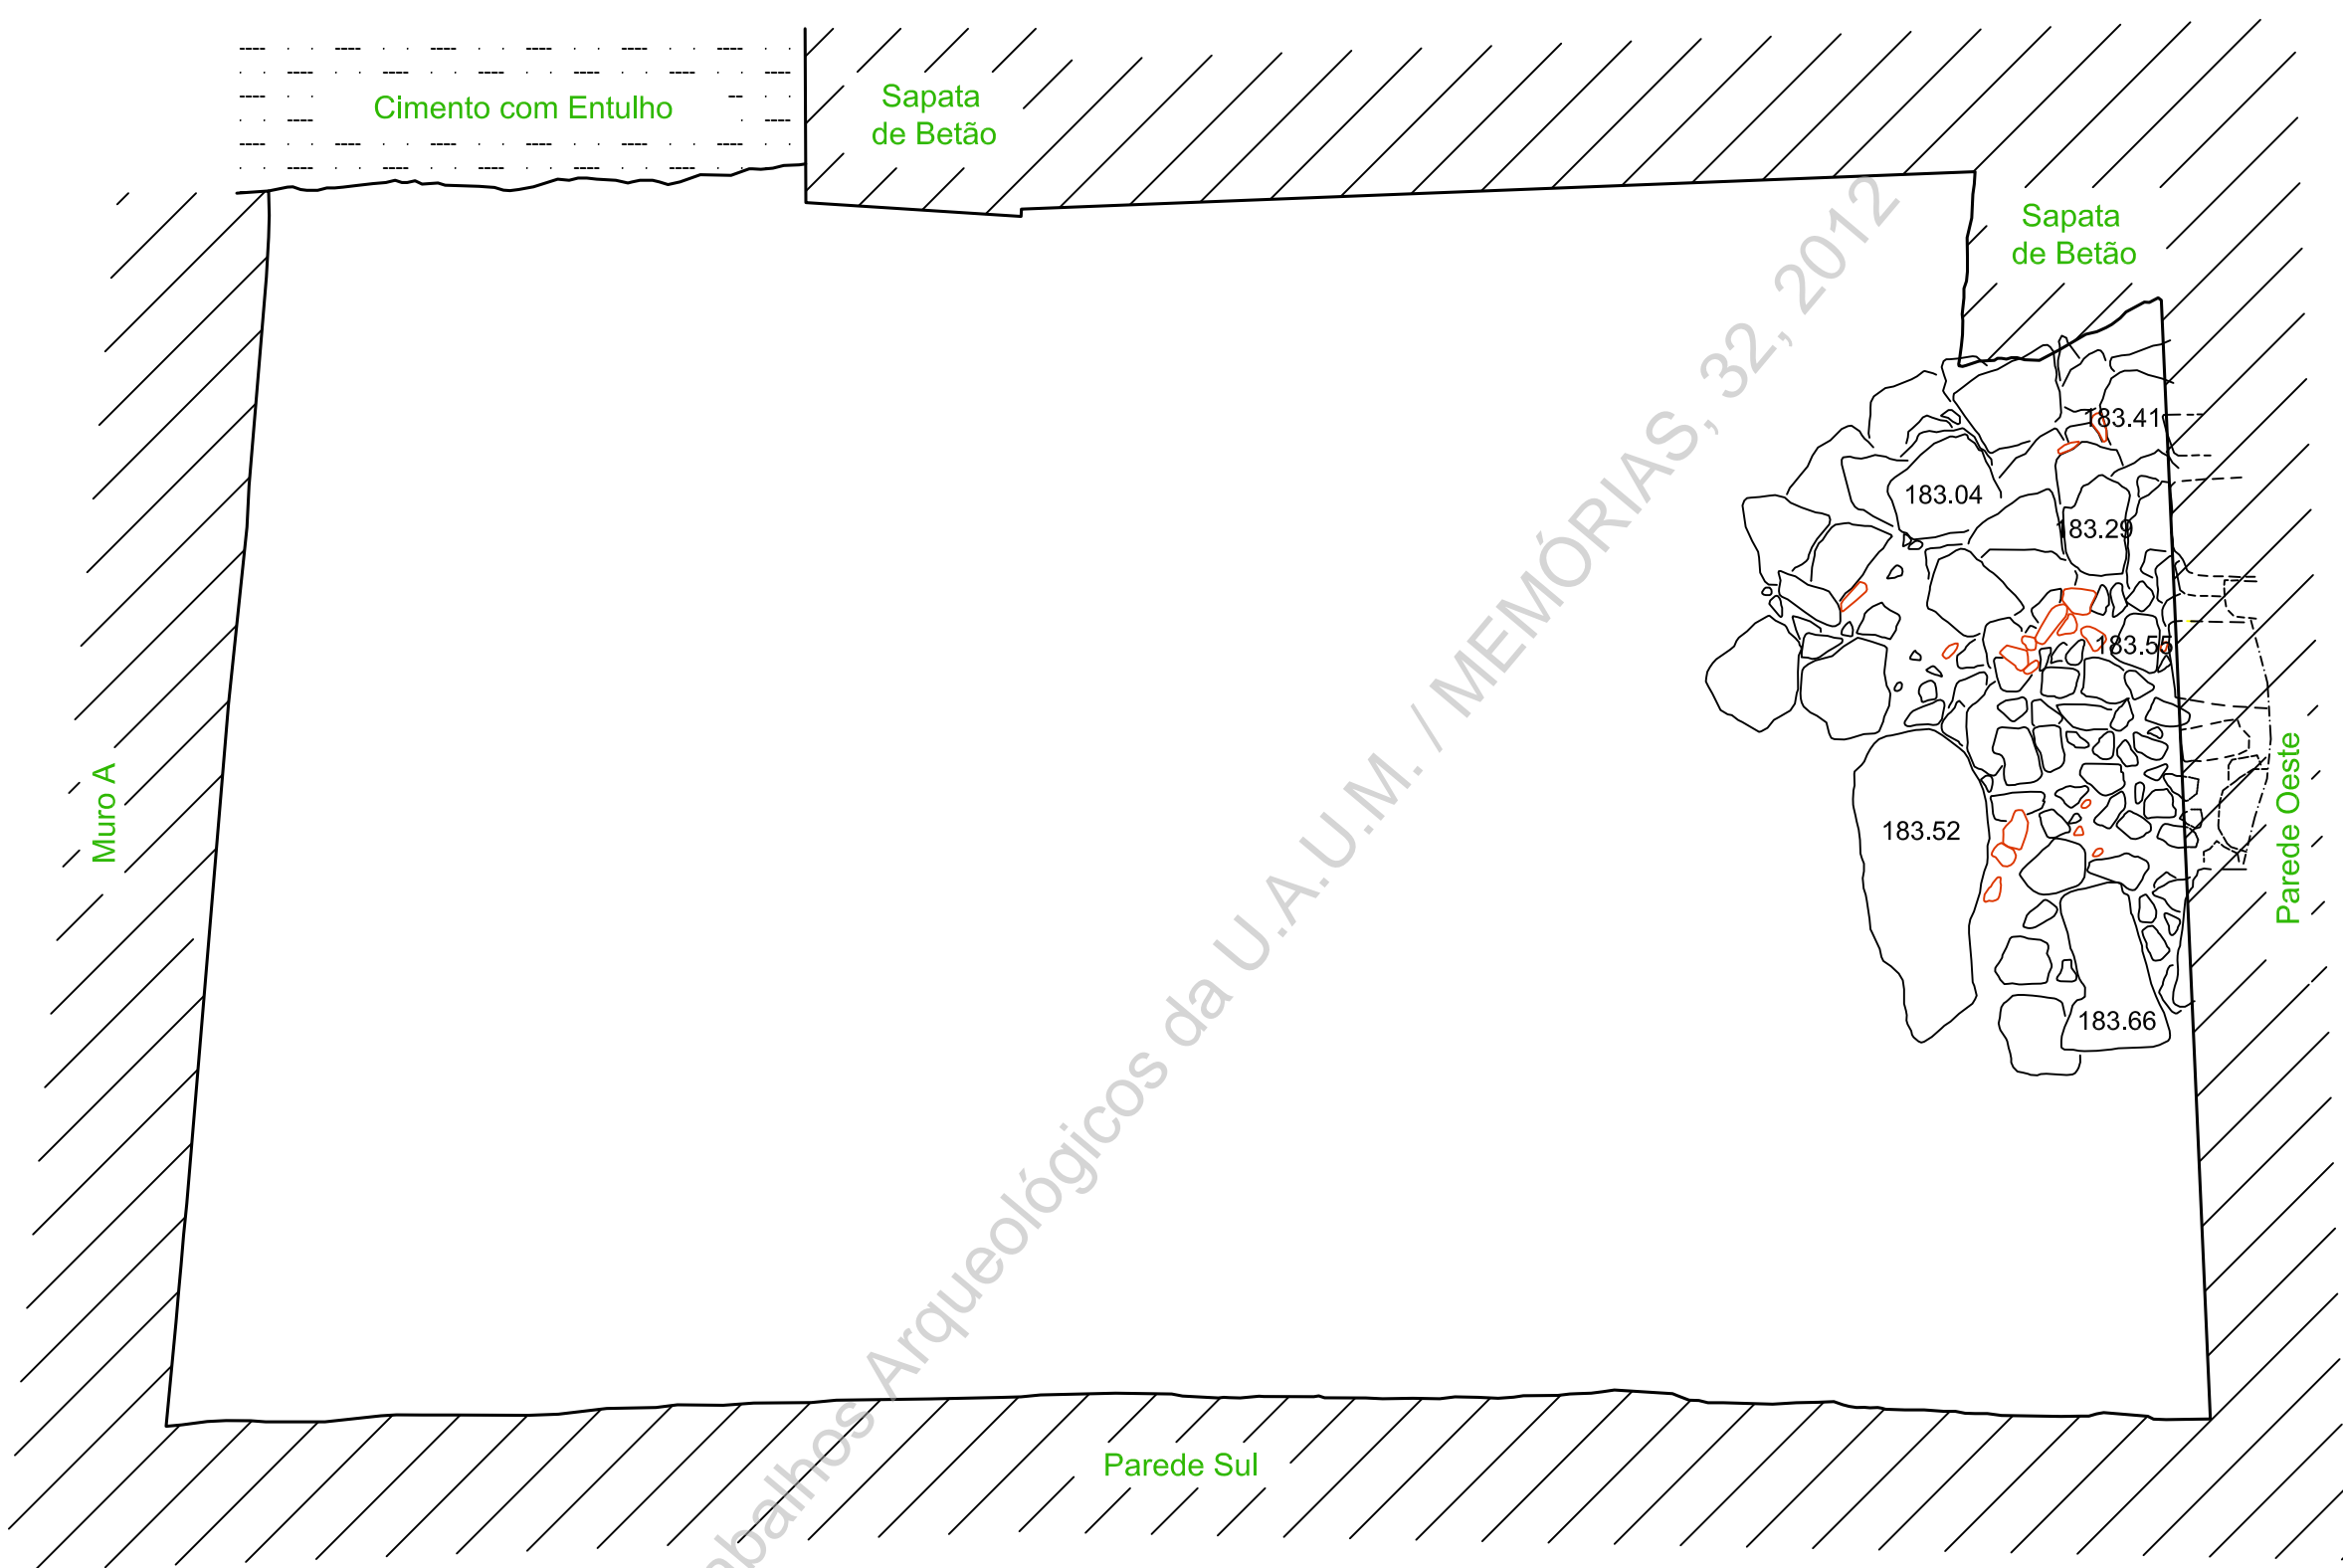 Cimento com Entulho
Sapata
de Betão
Sapata
de Betão
183.41
183.04
183.29
183.55
Muro A
183.52
Parede Oeste
183.66
Parede Sul
Arqueológicos da U.A.U.M. / MEMÓRIAS, 32, 2012